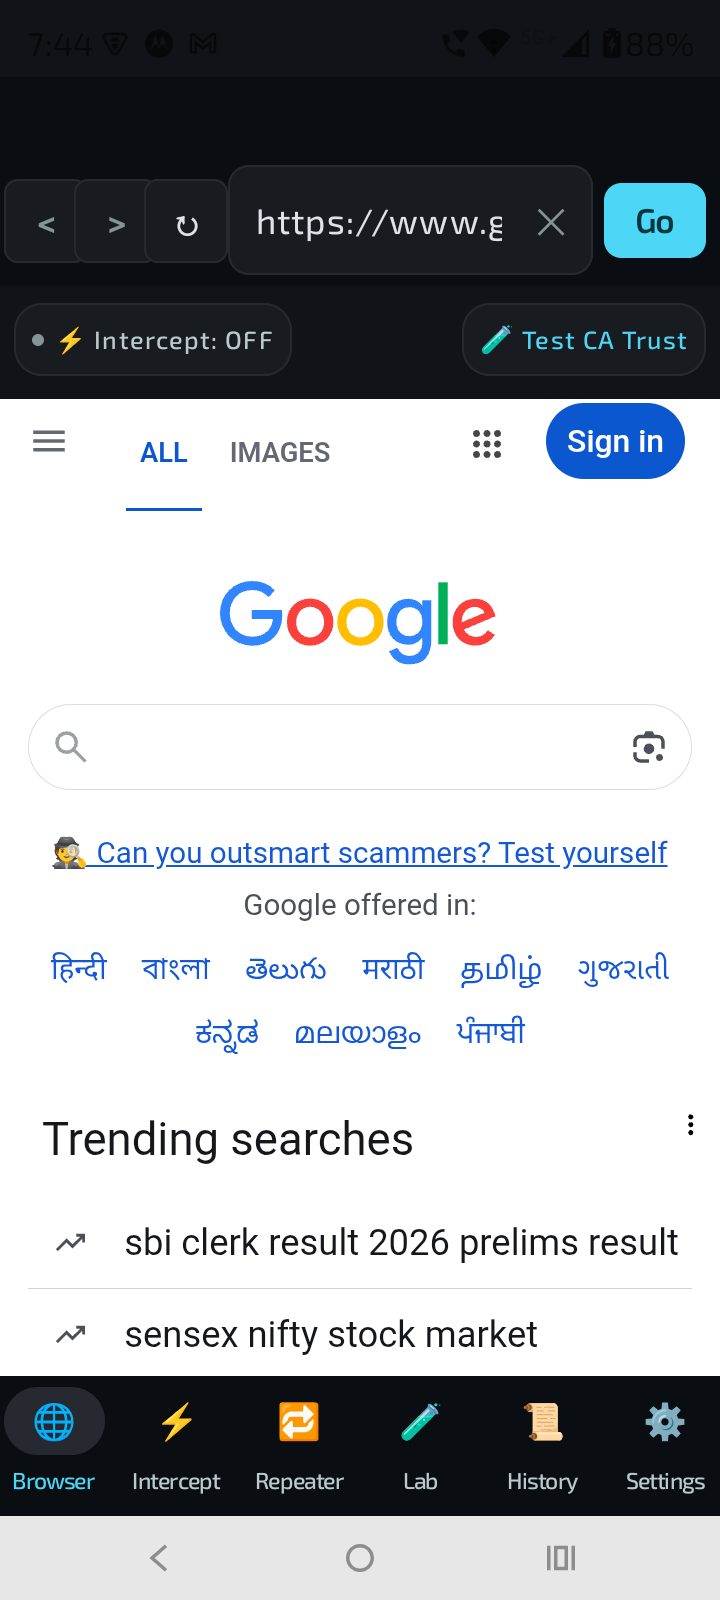 7:44 88%
< > ↻ https://www.g Go
⚡ Intercept: OFF 🧪 Test CA Trust
ALL IMAGES Sign in
Google
🕵️ Can you outsmart scammers? Test yourself
Google offered in:
हिन्दी বাংলা తెలుగు मराठी தமிழ் ગુજરાતી
ಕನ್ನಡ മലയാളം ਪੰਜਾਬੀ
Trending searches
sbi clerk result 2026 prelims result
sensex nifty stock market
Browser Intercept Repeater Lab History Settings